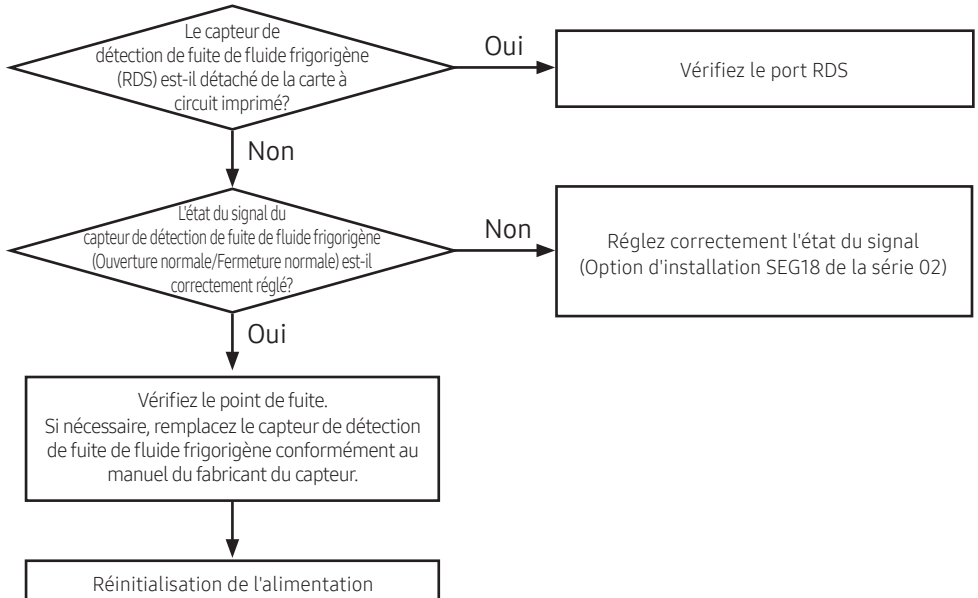 Le capteur de
détection de fuite de fluide frigorigène
(RDS) est-il détaché de la carte à
circuit imprimé?
Oui
Vérifiez le port RDS
Non
L'état du signal du
capteur de détection de fuite de fluide frigorigène
(Ouverture normale/Fermeture normale) est-il
correctement réglé?
Non
Réglez correctement l'état du signal
(Option d'installation SEG18 de la série 02)
Oui
Vérifiez le point de fuite.
Si nécessaire, remplacez le capteur de détection
de fuite de fluide frigorigène conformément au
manuel du fabricant du capteur.
Réinitialisation de l'alimentation